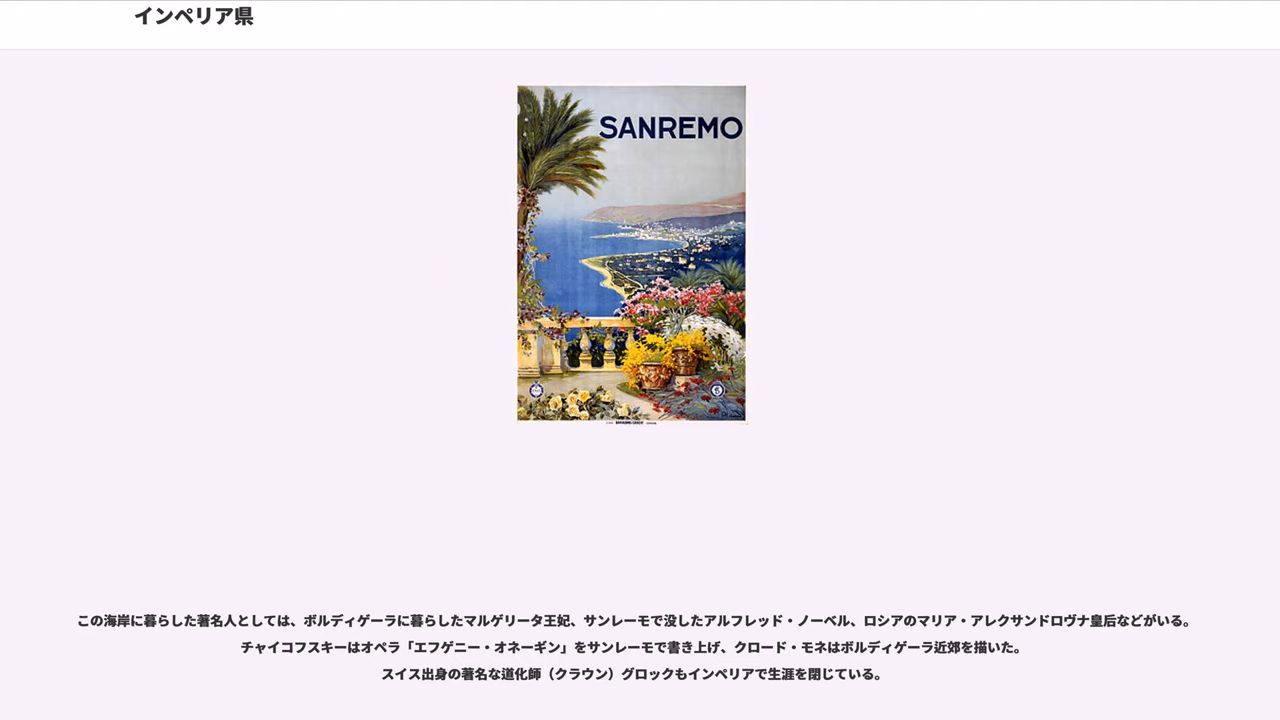 インペリア県
SANREMO
この海岸に暮らした著名人としては、ボルディゲーラに暮らしたマルゲリータ王妃、サンレーモで没したアルフレッド・ノーベル、ロシアのマリア・アレクサンドロヴナ皇后などがいる。
チャイコフスキーはオペラ「エフゲニー・オネーギン」をサンレーモで書き上げ、クロード・モネはボルディゲーラ近郊を描いた。
スイス出身の著名な道化師（クラウン）グロックもインペリアで生涯を閉じている。